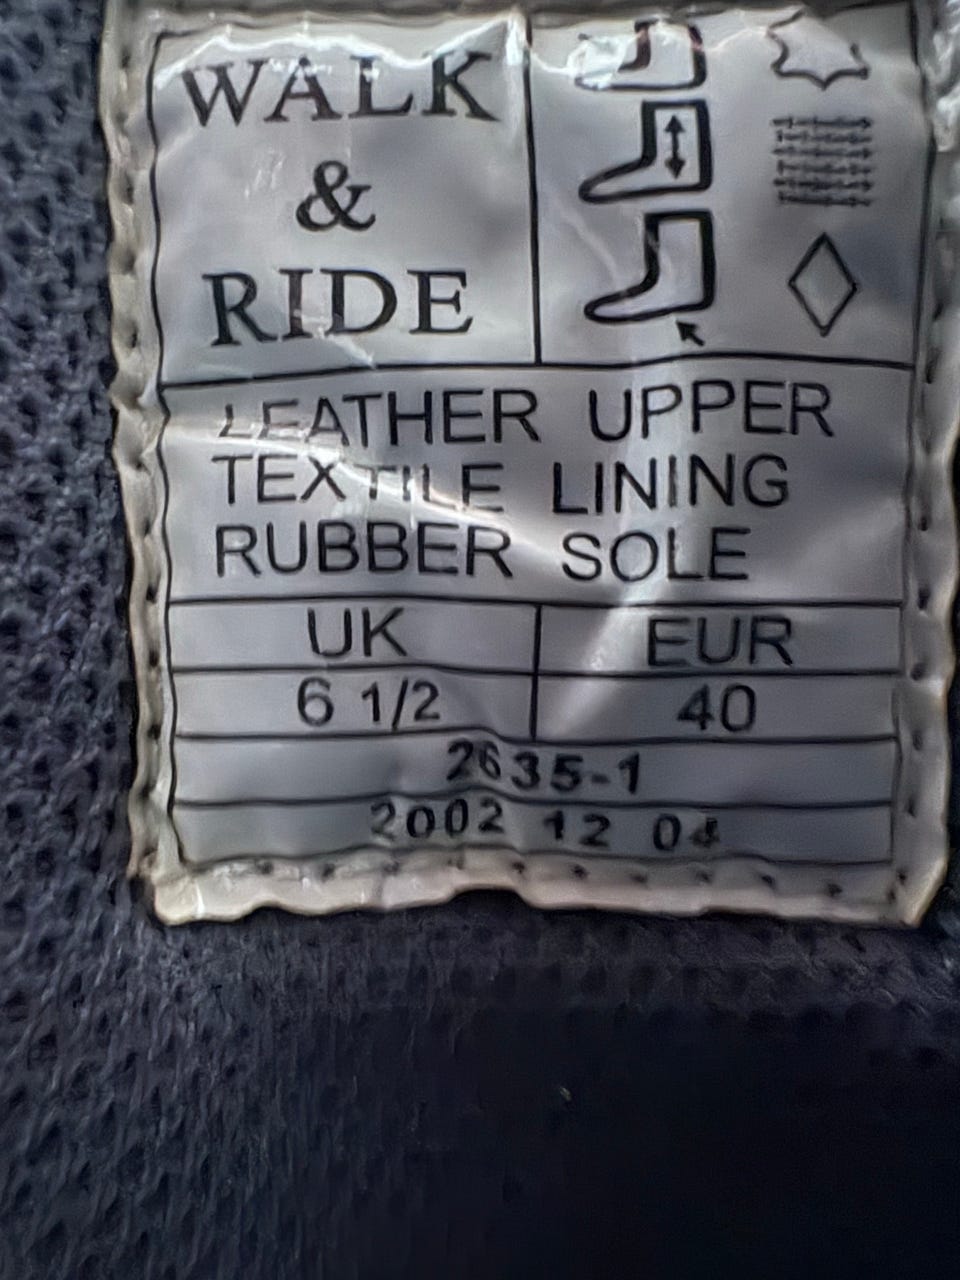 WALK
&
RIDE
LEATHER UPPER
TEXTILE LINING
RUBBER SOLE
UK EUR
6 1/2 40
2635-1
2002 12 04